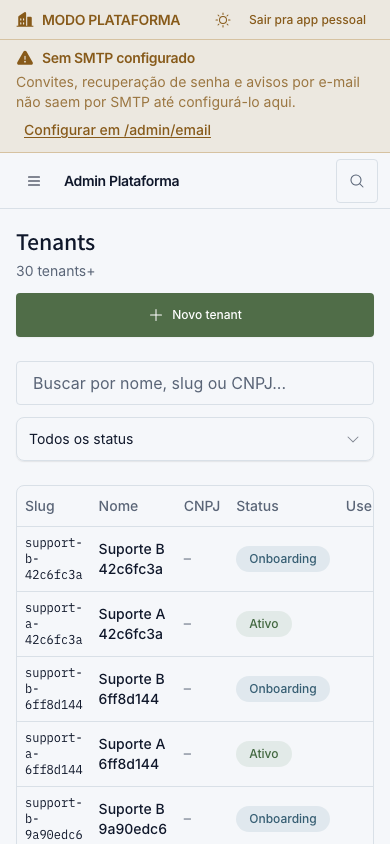 MODO PLATAFORMA
Sair pra app pessoal
Sem SMTP configurado
Convites, recuperação de senha e avisos por e-mail
não saem por SMTP até configurá-lo aqui.
Configurar em /admin/email
Admin Plataforma
Tenants
30 tenants+
Novo tenant
Buscar por nome, slug ou CNPJ...
Todos os status
Slug Nome CNPJ Status Use
support-
b-
42c6fc3a
Suporte B
42c6fc3a
–
Onboarding
support-
a-
42c6fc3a
Suporte A
42c6fc3a
–
Ativo
support-
b-
6ff8d144
Suporte B
6ff8d144
–
Onboarding
support-
a-
6ff8d144
Suporte A
6ff8d144
–
Ativo
support-
b-
9a90edc6
Suporte B
9a90edc6
–
Onboarding